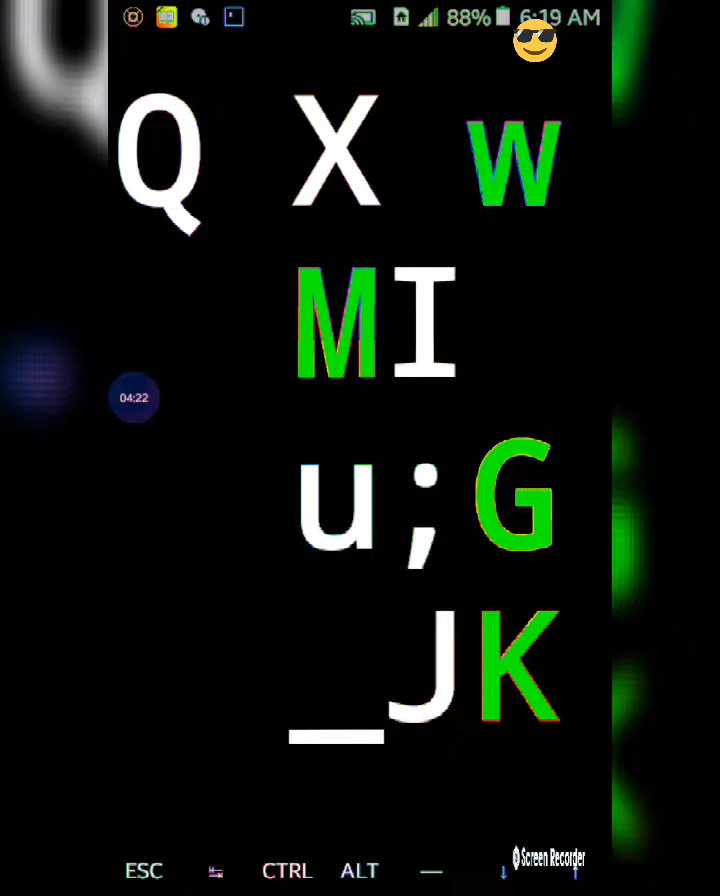 88% 6:19 AM
Q X w
MI
04:22
u;G
_JK
ESC CTRL ALT —
Screen Recorder